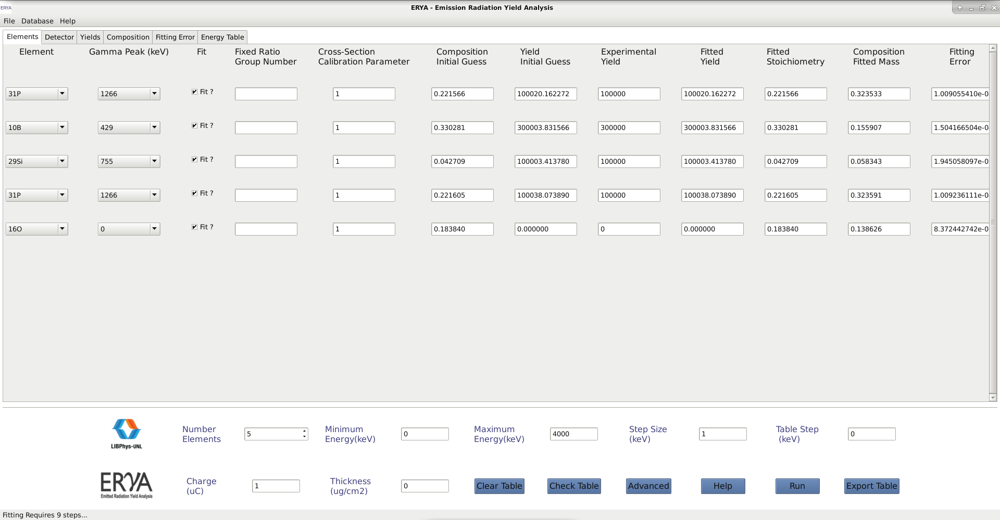 ERYA
ERYA - Emission Radiation Yield Analysis
File Database Help
Elements Detector Yields Composition Fitting Error Energy Table
Element Gamma Peak (keV) Fit Fixed Ratio Cross-Section Composition Yield Experimental Fitted Fitted Composition Fitting
Group Number Calibration Parameter Initial Guess Initial Guess Yield Yield Stoichiometry Fitted Mass Error
31P 1266 Fit ? 1 0.221566 100020.162272 100000 100020.162272 0.221566 0.323533 1.009055410e-0
10B 429 Fit ? 1 0.330281 300003.831566 300000 300003.831566 0.330281 0.155907 1.504166504e-0
29Si 755 Fit ? 1 0.042709 100003.413780 100000 100003.413780 0.042709 0.058343 1.945058097e-0
31P 1266 Fit ? 1 0.221605 100038.073890 100000 100038.073890 0.221605 0.323591 1.009236111e-0
16O 0 Fit ? 1 0.183840 0.000000 0 0.000000 0.183840 0.138626 8.372442742e-0
LIBPhys-UNL
Number Elements 5 Minimum Energy(keV) 0 Maximum Energy(keV) 4000 Step Size (keV) 1 Table Step (keV) 0
ERYA
Emitted Radiation Yield Analysis
Charge (uC) 1 Thickness (ug/cm2) 0 Clear Table Check Table Advanced Help Run Export Table
Fitting Requires 9 steps...